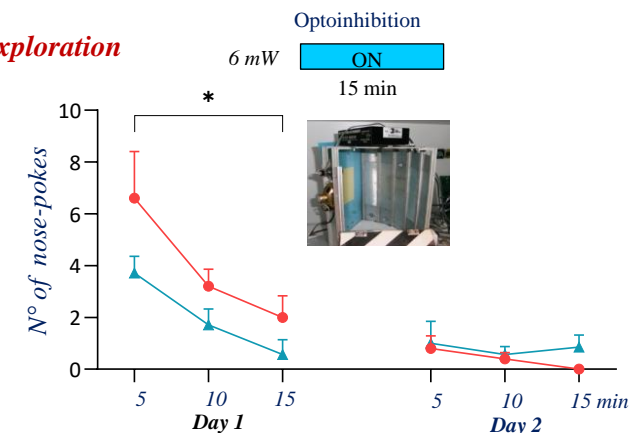 Optoinhibition
xploration
6 mW
ON
15 min
*
10
8
6
4
2
0
N° of nose-pokes
5 10 15 5 10 15 min
Day 1 Day 2